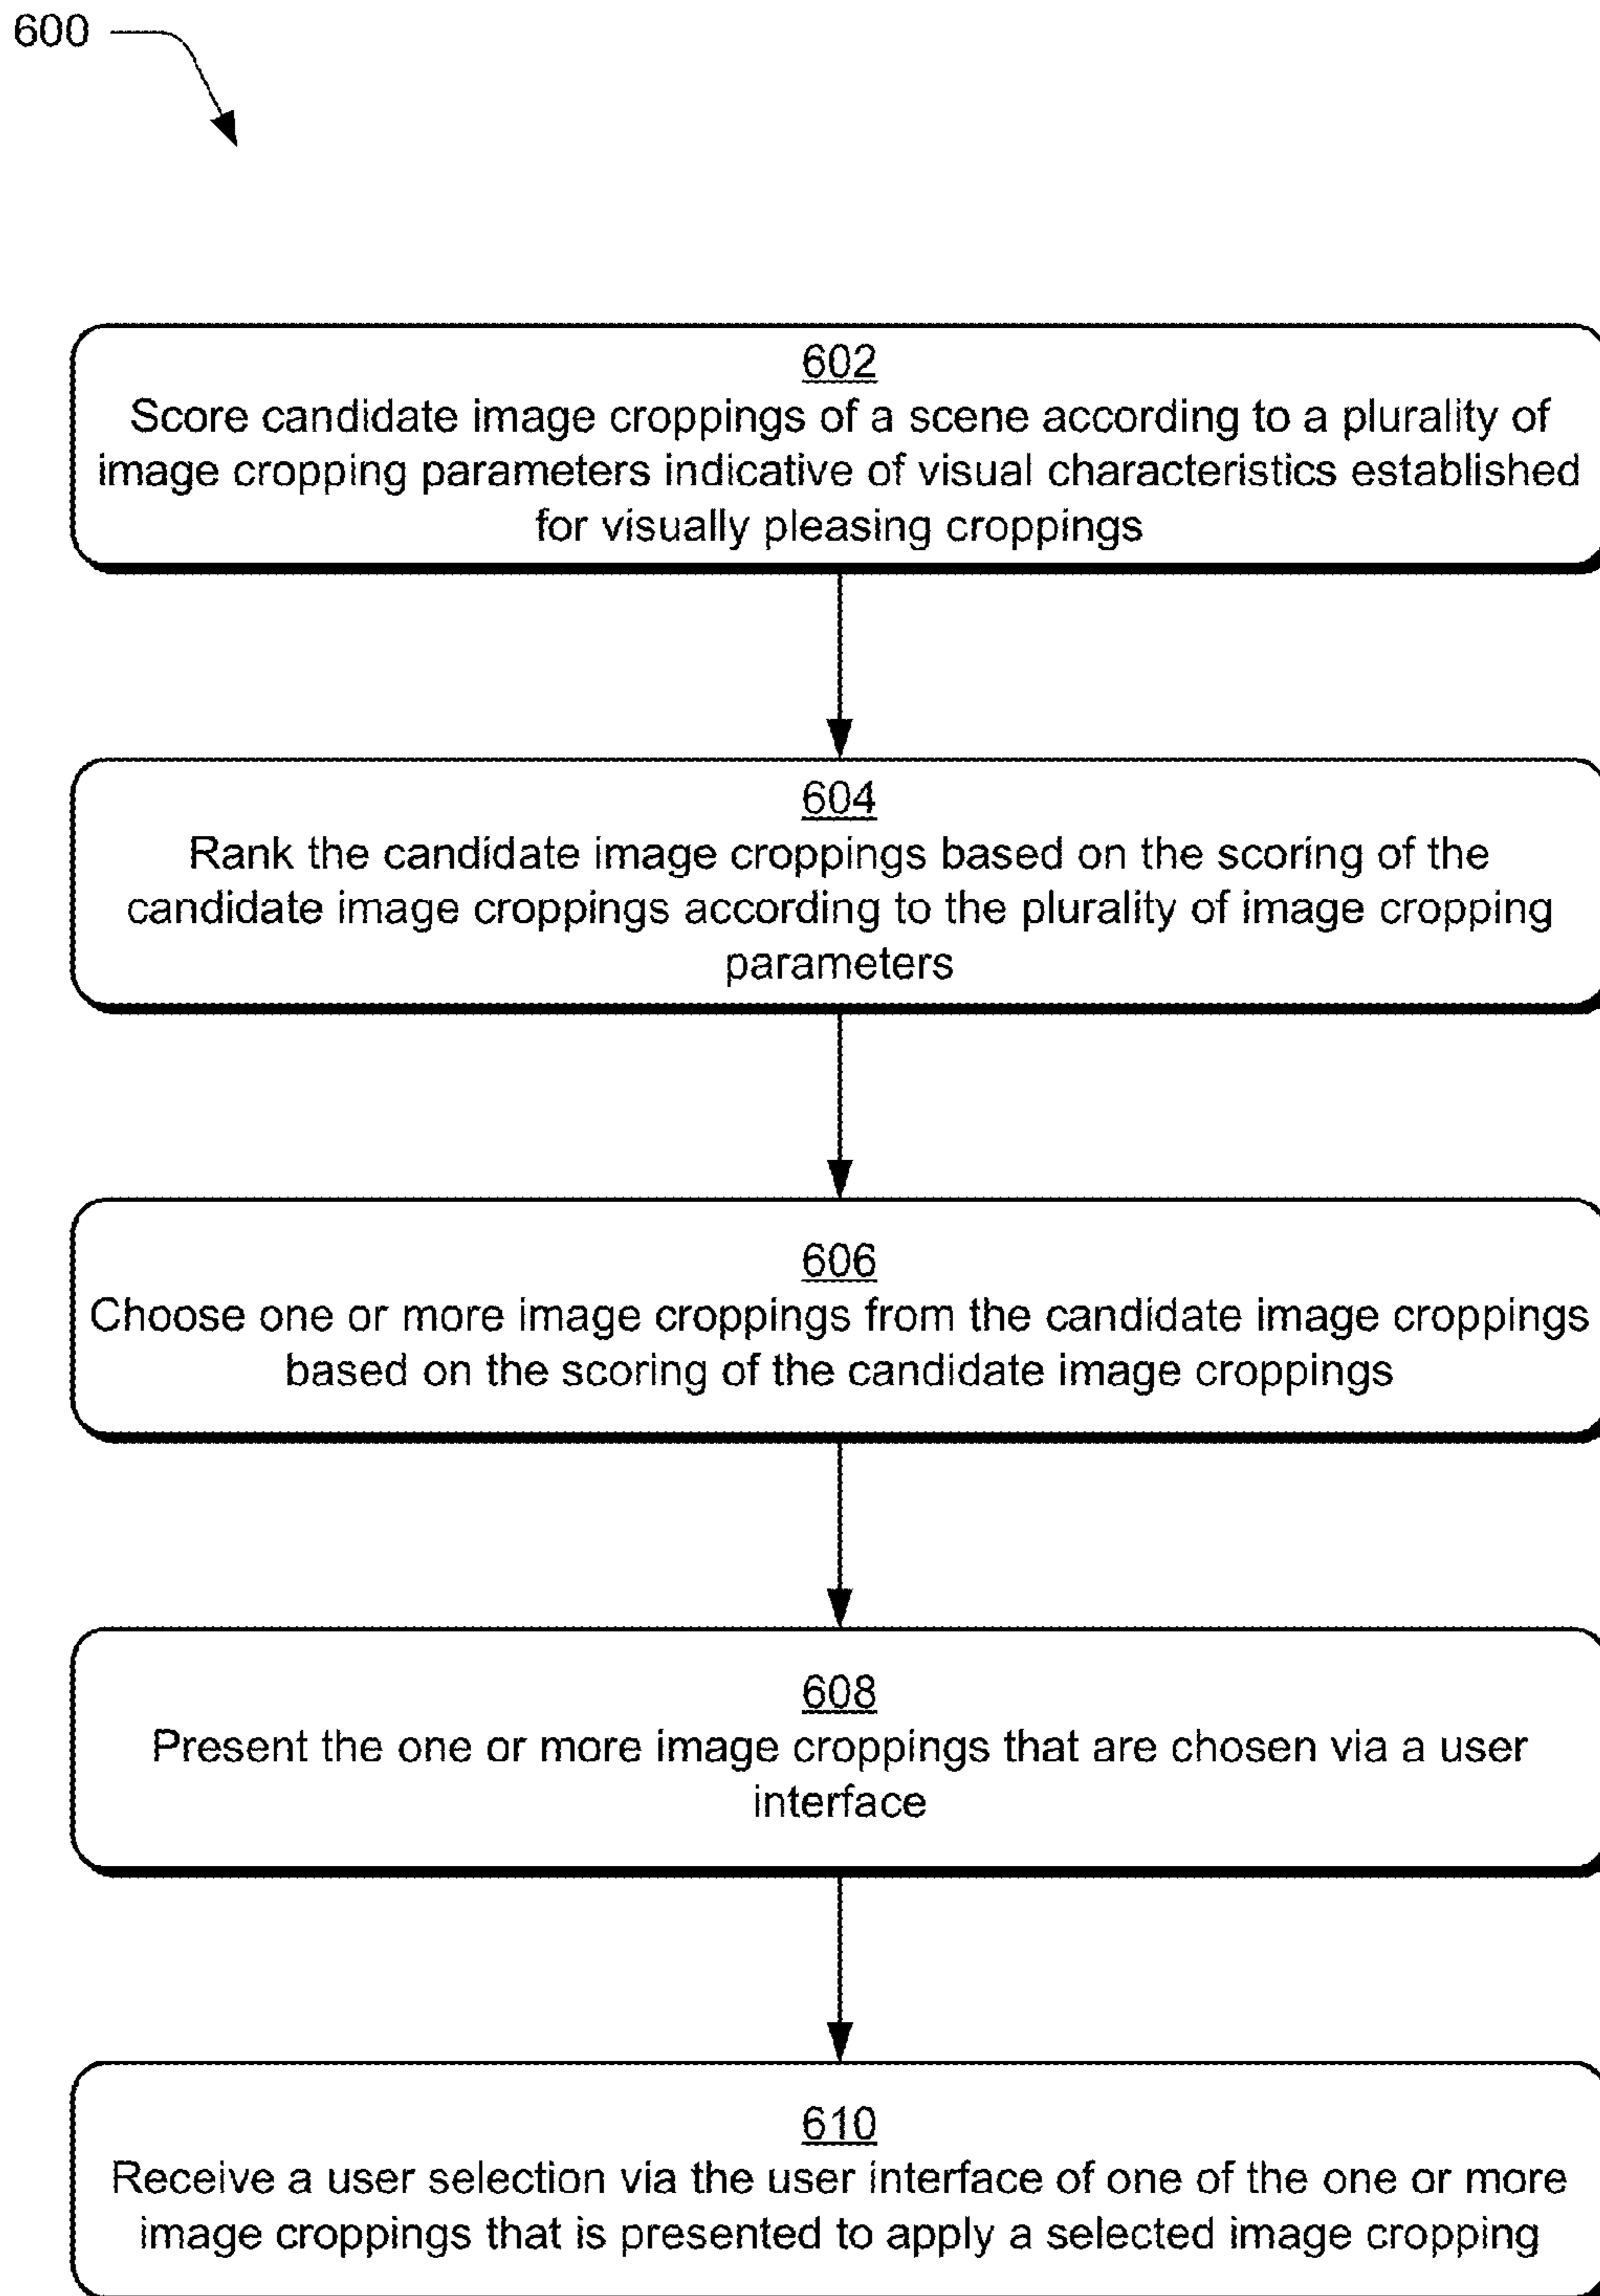 600
602
Score candidate image croppings of a scene according to a plurality of
image cropping parameters indicative of visual characteristics established
for visually pleasing croppings
604
Rank the candidate image croppings based on the scoring of the
candidate image croppings according to the plurality of image cropping
parameters
606
Choose one or more image croppings from the candidate image croppings
based on the scoring of the candidate image croppings
608
Present the one or more image croppings that are chosen via a user
interface
610
Receive a user selection via the user interface of one of the one or more
image croppings that is presented to apply a selected image cropping